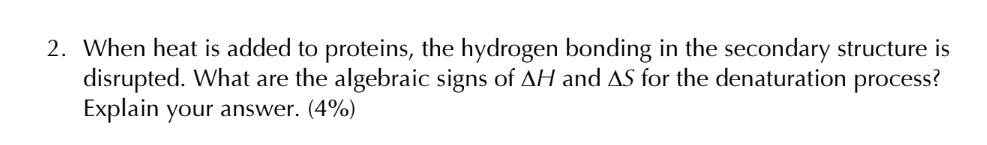 2. When heat is added to proteins, the hydrogen bonding in the secondary structure is
disrupted. What are the algebraic signs of ΔH and ΔS for the denaturation process?
Explain your answer. (4%)